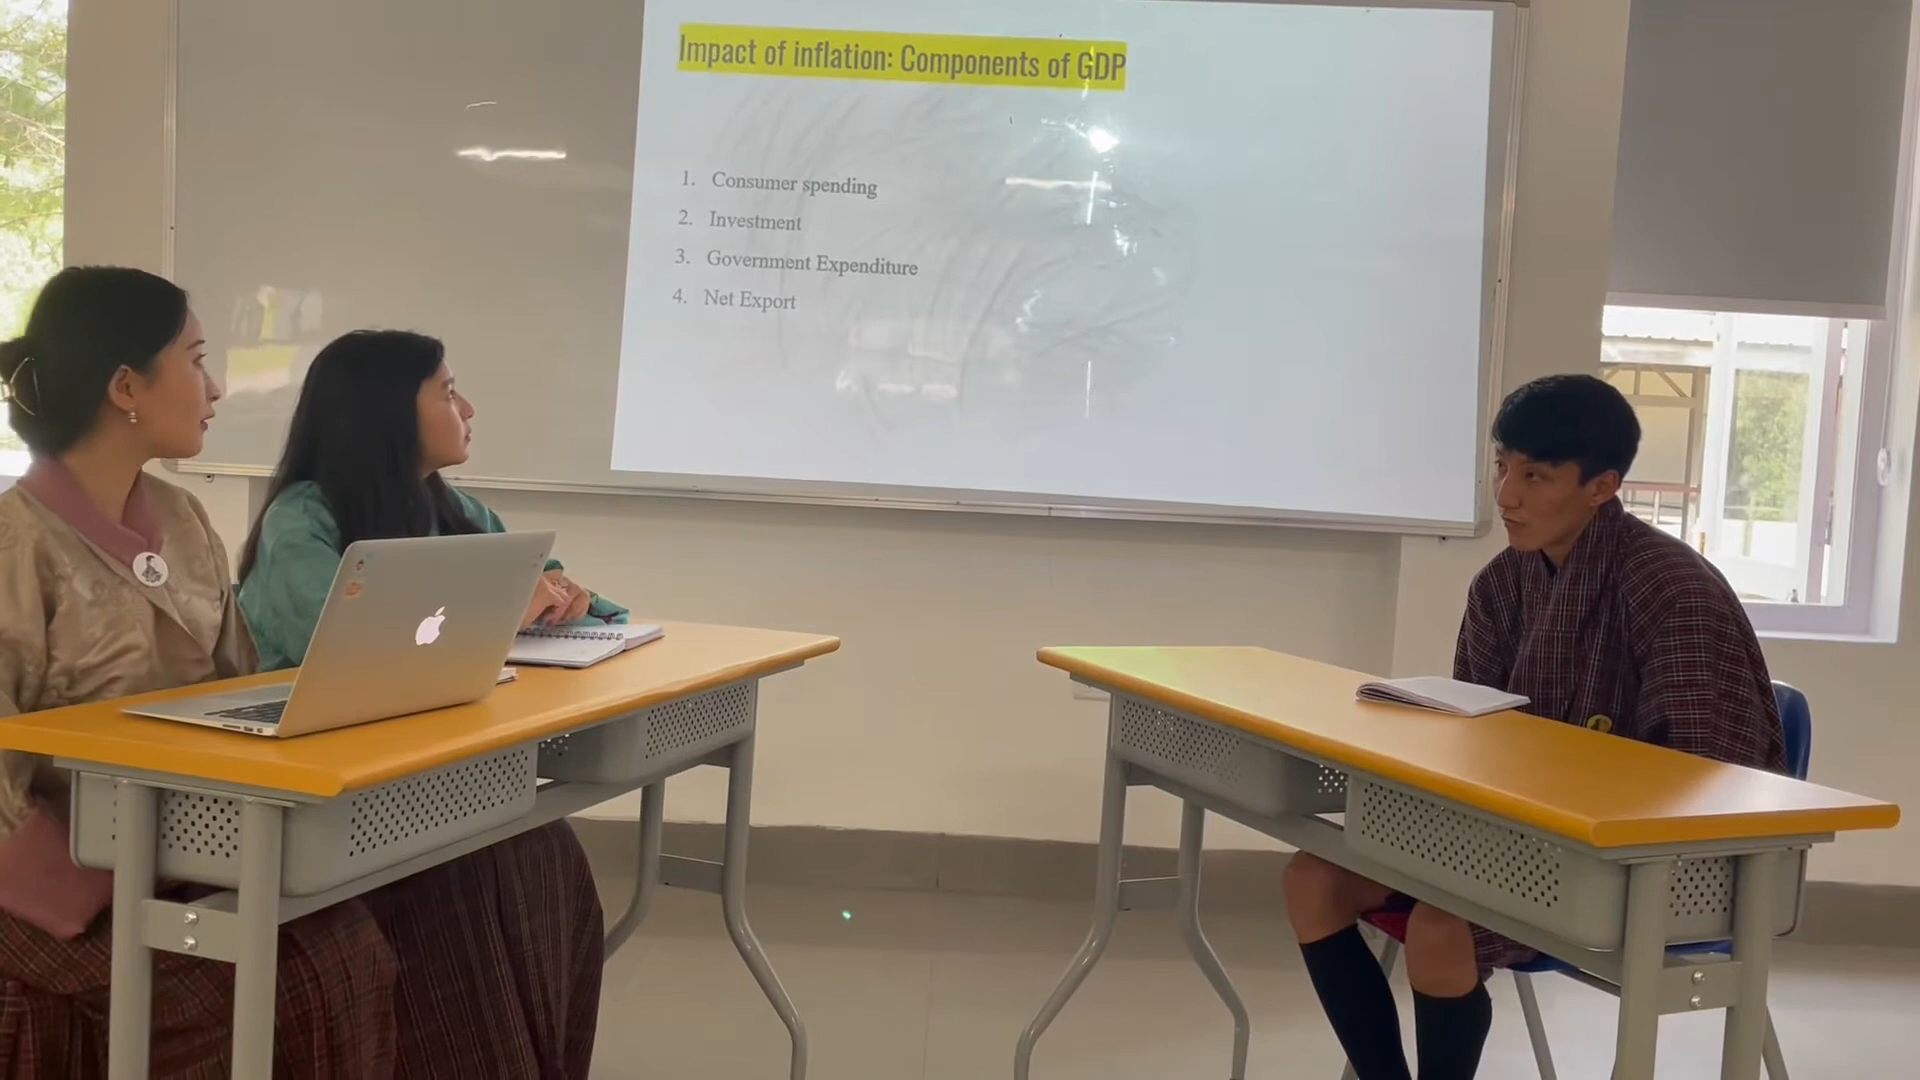 Impact of inflation: Components of GDP
1. Consumer spending
2. Investment
3. Government Expenditure
4. Net Export